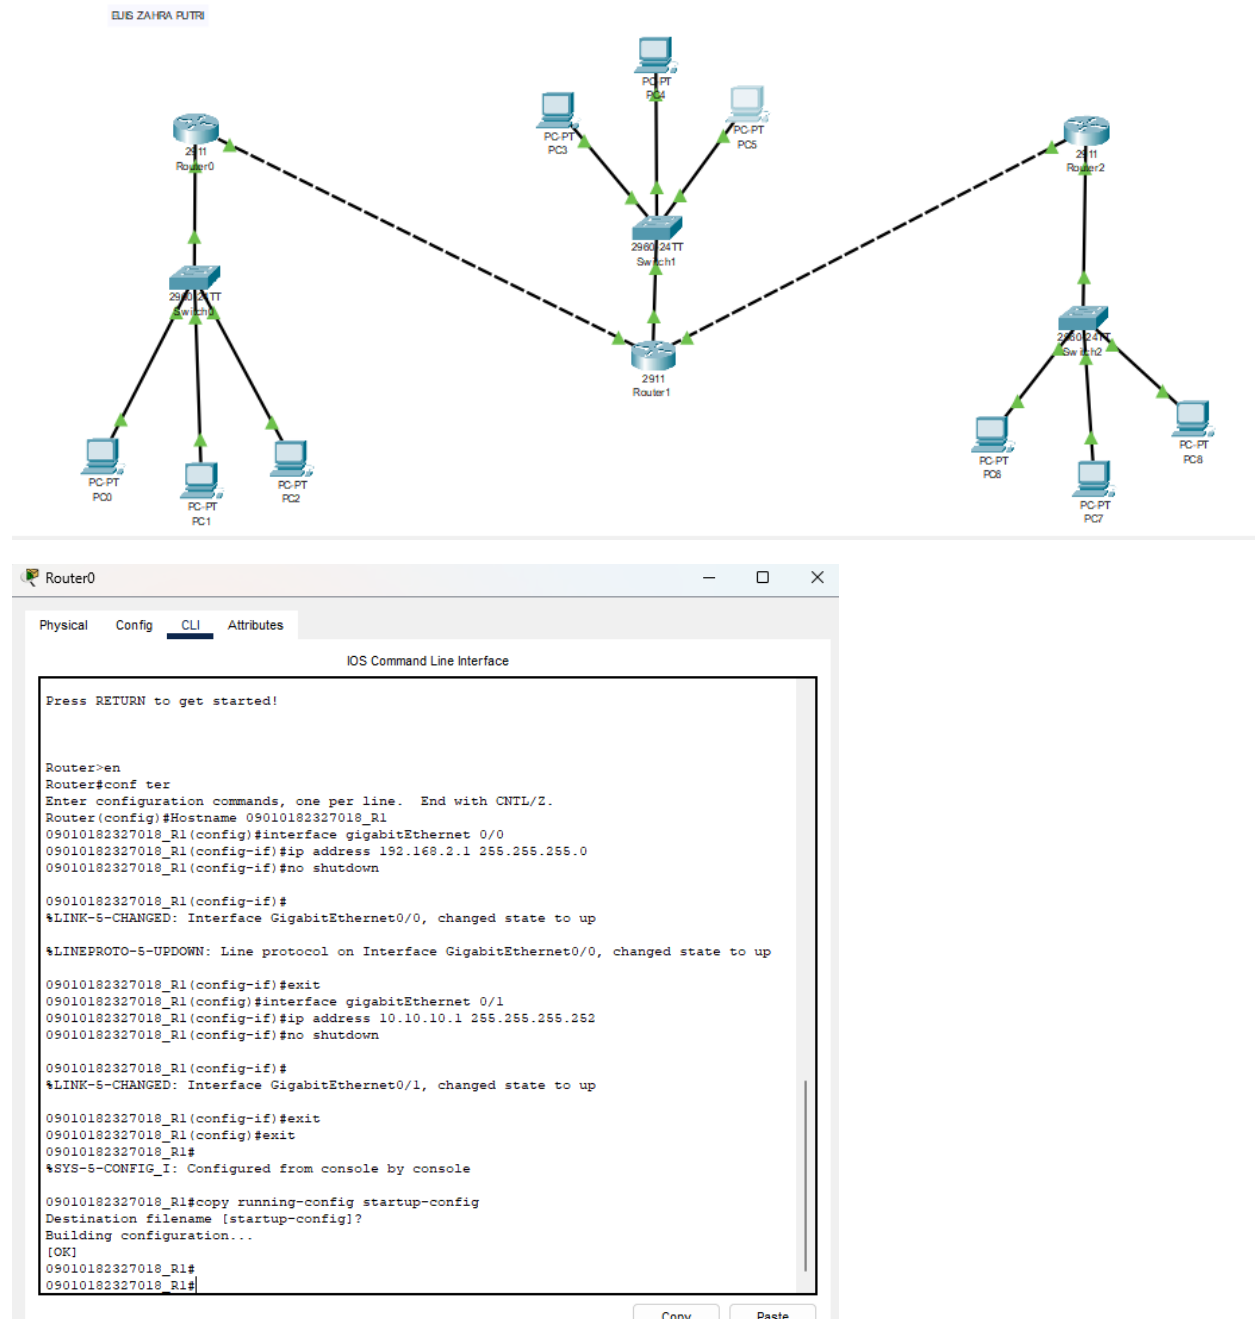 ELIIS ZAHRA PUTRI
PC-PT
PC4
PC-PT
PC3
PC-PT
PC5
2911
Router0
2911
Router2
2960-24TT
Switch1
2960-24TT
Switch0
2911
Router1
2960-24TT
Switch2
PC-PT
PC0
PC-PT
PC1
PC-PT
PC2
PC-PT
PC6
PC-PT
PC7
PC-PT
PC8
Router0
Physical Config CLI Attributes
IOS Command Line Interface
Press RETURN to get started!
Router>en
Router#conf ter
Enter configuration commands, one per line.  End with CNTL/Z.
Router(config)#Hostname 09010182327018_R1
09010182327018_R1(config)#interface gigabitEthernet 0/0
09010182327018_R1(config-if)#ip address 192.168.2.1 255.255.255.0
09010182327018_R1(config-if)#no shutdown
09010182327018_R1(config-if)#
%LINK-5-CHANGED: Interface GigabitEthernet0/0, changed state to up
%LINEPROTO-5-UPDOWN: Line protocol on Interface GigabitEthernet0/0, changed state to up
09010182327018_R1(config-if)#exit
09010182327018_R1(config)#interface gigabitEthernet 0/1
09010182327018_R1(config-if)#ip address 10.10.10.1 255.255.255.252
09010182327018_R1(config-if)#no shutdown
09010182327018_R1(config-if)#
%LINK-5-CHANGED: Interface GigabitEthernet0/1, changed state to up
09010182327018_R1(config-if)#exit
09010182327018_R1(config)#exit
09010182327018_R1#
%SYS-5-CONFIG_I: Configured from console by console
09010182327018_R1#copy running-config startup-config
Destination filename [startup-config]?
Building configuration...
[OK]
09010182327018_R1#
09010182327018_R1#
Copy Paste